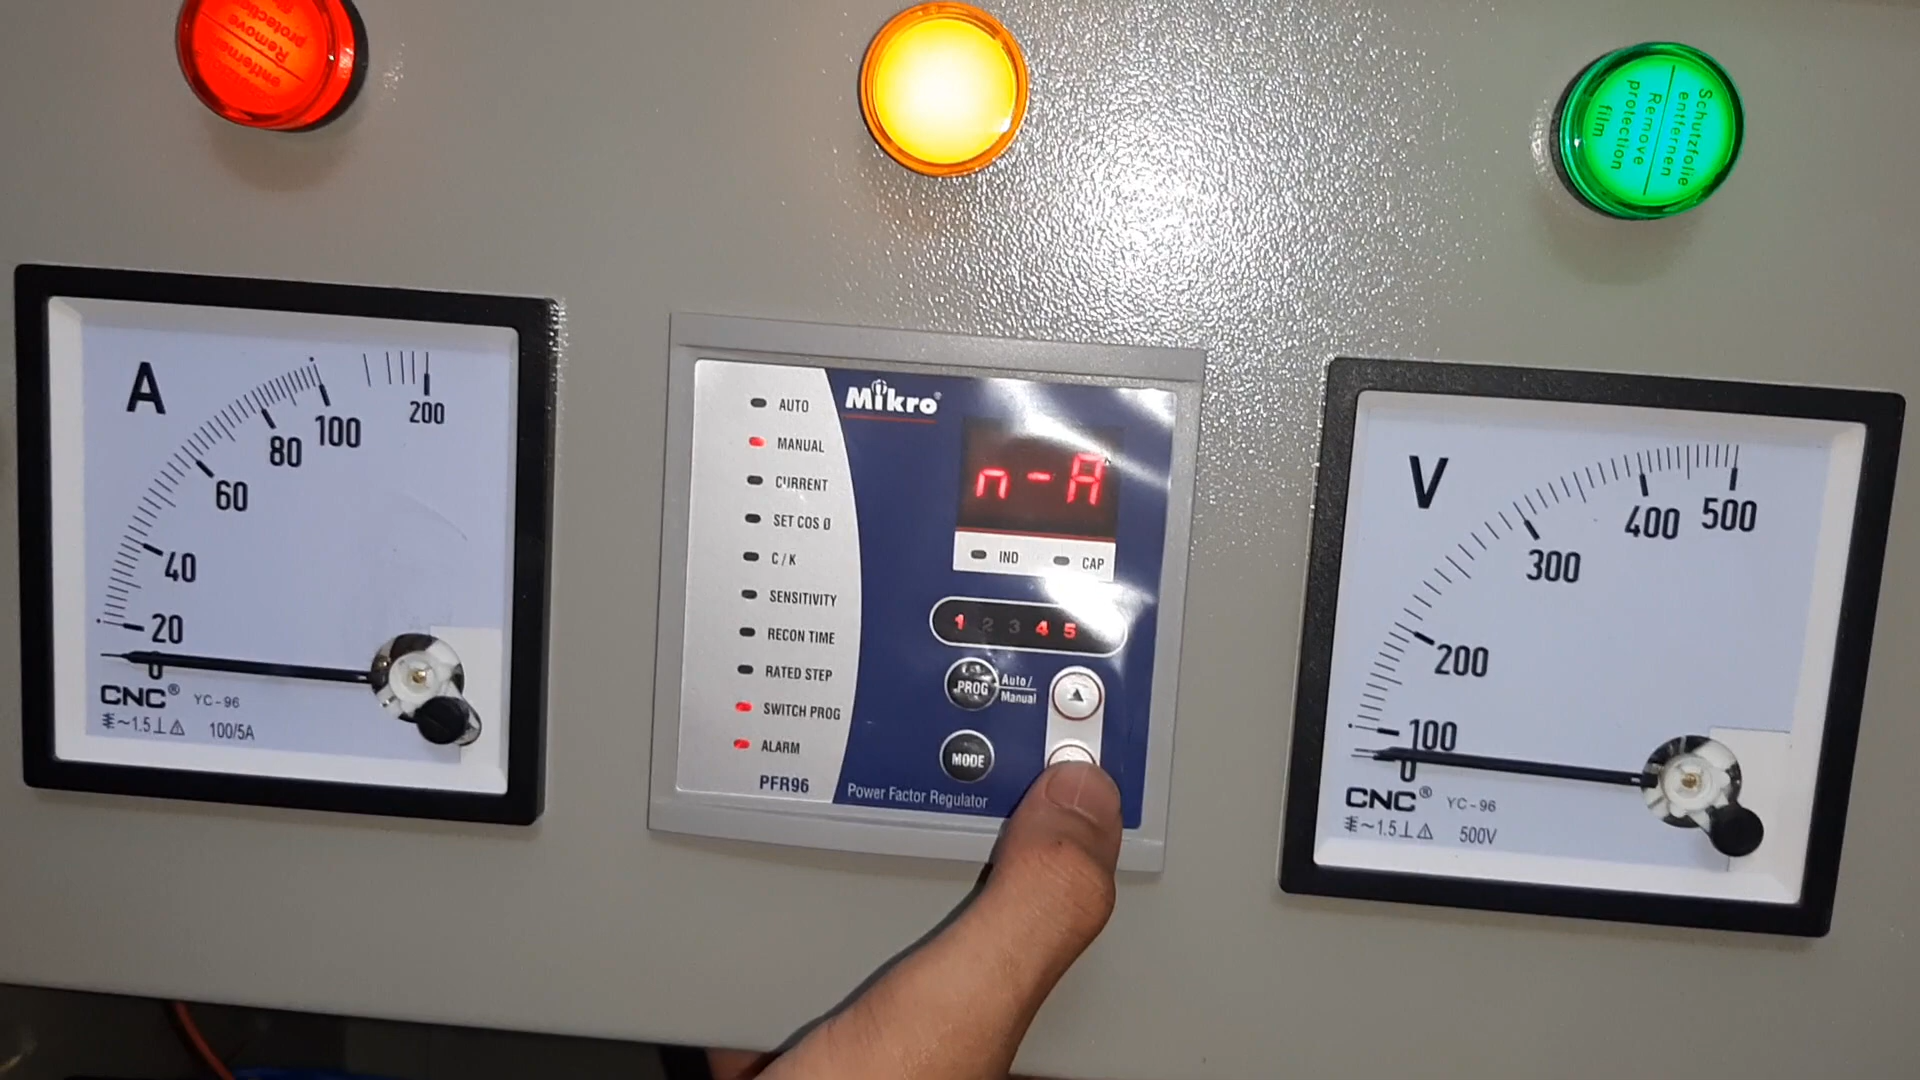 entfernen
Remove
protection
Schutzfolie
entfernen
Remove
protection
film
A
20
40
60
80
100
200
0
CNC® YC-96
~1.5 100/5A
Mikro®
AUTO
MANUAL
CURRENT
SET COS Ø
C/K
SENSITIVITY
RECON TIME
RATED STEP
SWITCH PROG
ALARM
PFR96
n-A
IND CAP
1 2 3 4 5
PROG Auto/
Manual
MODE
Power Factor Regulator
V
0
100
200
300
400
500
CNC® YC-96
~1.5 500V